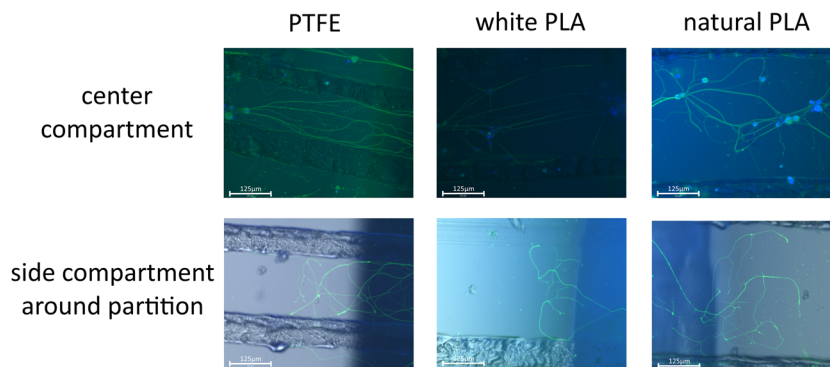 PTFE white PLA natural PLA
center
compartment
125µm 125µm 125µm
side compartment
around partition
125µm 125µm 125µm